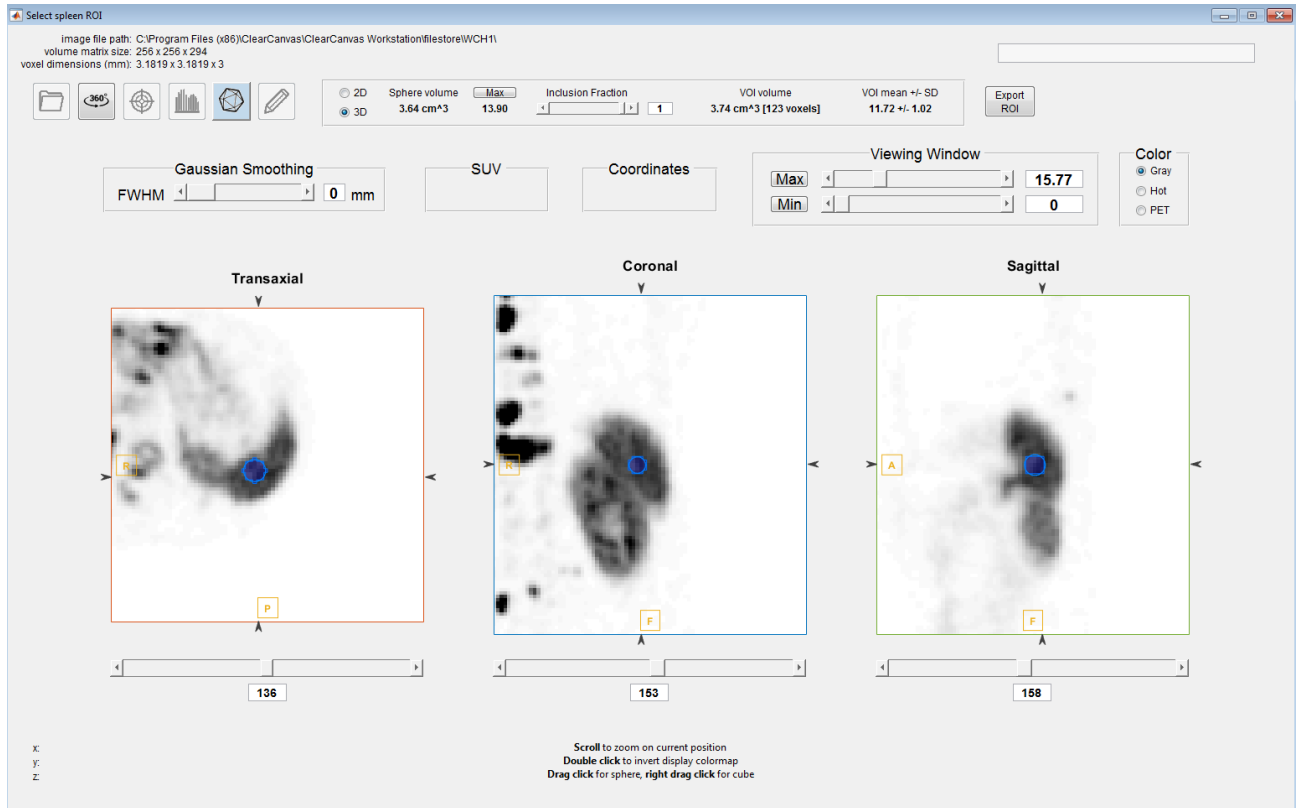 Select spleen ROI
image file path: C:\Program Files (x86)\ClearCanvas\ClearCanvas Workstation\filestore\WCH1\
volume matrix size: 256 x 256 x 294
voxel dimensions (mm): 3.1819 x 3.1819 x 3
360°
2D
3D
Sphere volume
3.64 cm^3
Max
13.90
Inclusion Fraction
1
VOI volume
3.74 cm^3 [123 voxels]
VOI mean +/- SD
11.72 +/- 1.02
Export
ROI
Gaussian Smoothing
FWHM 0 mm
SUV
Coordinates
Viewing Window
Max 15.77
Min 0
Color
Gray
Hot
PET
Transaxial
Coronal
Sagittal
R
P
R
F
A
F
136
153
158
x:
y:
z:
Scroll to zoom on current position
Double click to invert display colormap
Drag click for sphere, right drag click for cube